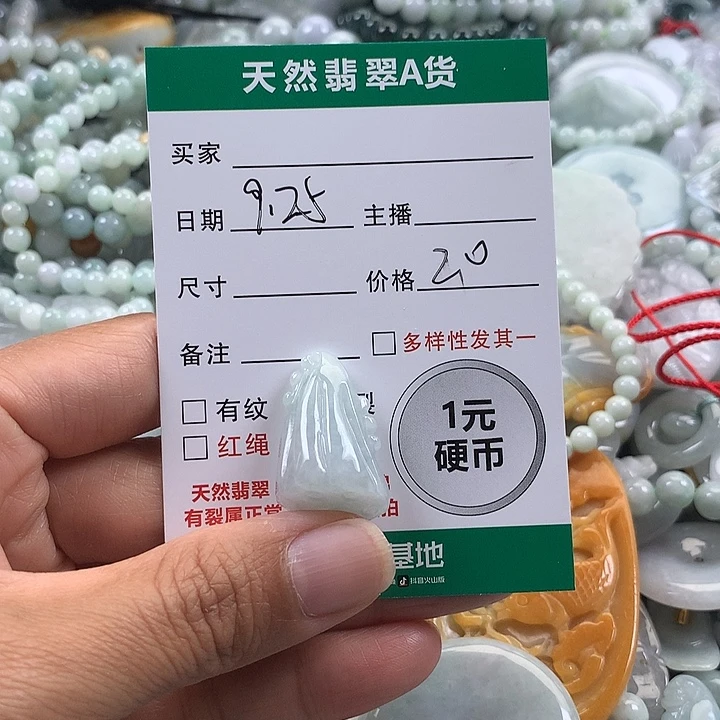 天然翡翠A货
买家
日期 9.25 主播
尺寸 价格 20
备注 多样性发其一
有纹 裂
红绳
天然翡翠
有裂属正常 拍
1元
硬币
基地
抖音火山版